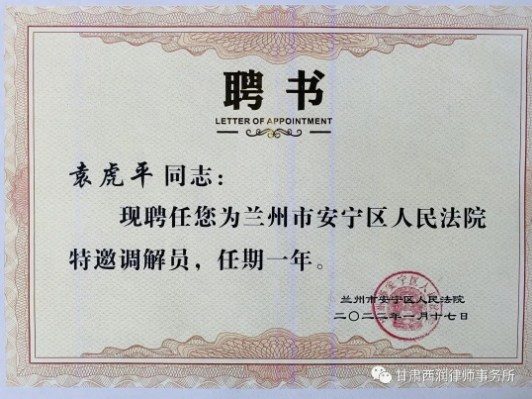 聘书
LETTER OF APPOINTMENT
袁虎平同志：
现聘任您为兰州市安宁区人民法院
特邀调解员，任期一年。
兰州市安宁区人民法院
二〇二二年一月十七日
甘肃西润律师事务所